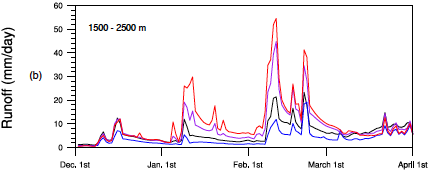 60
1500 - 2500 m
50
40
(b)
30
20
10
0
Runoff (mm/day)
Dec. 1st
Jan. 1st
Feb. 1st
March 1st
April 1st